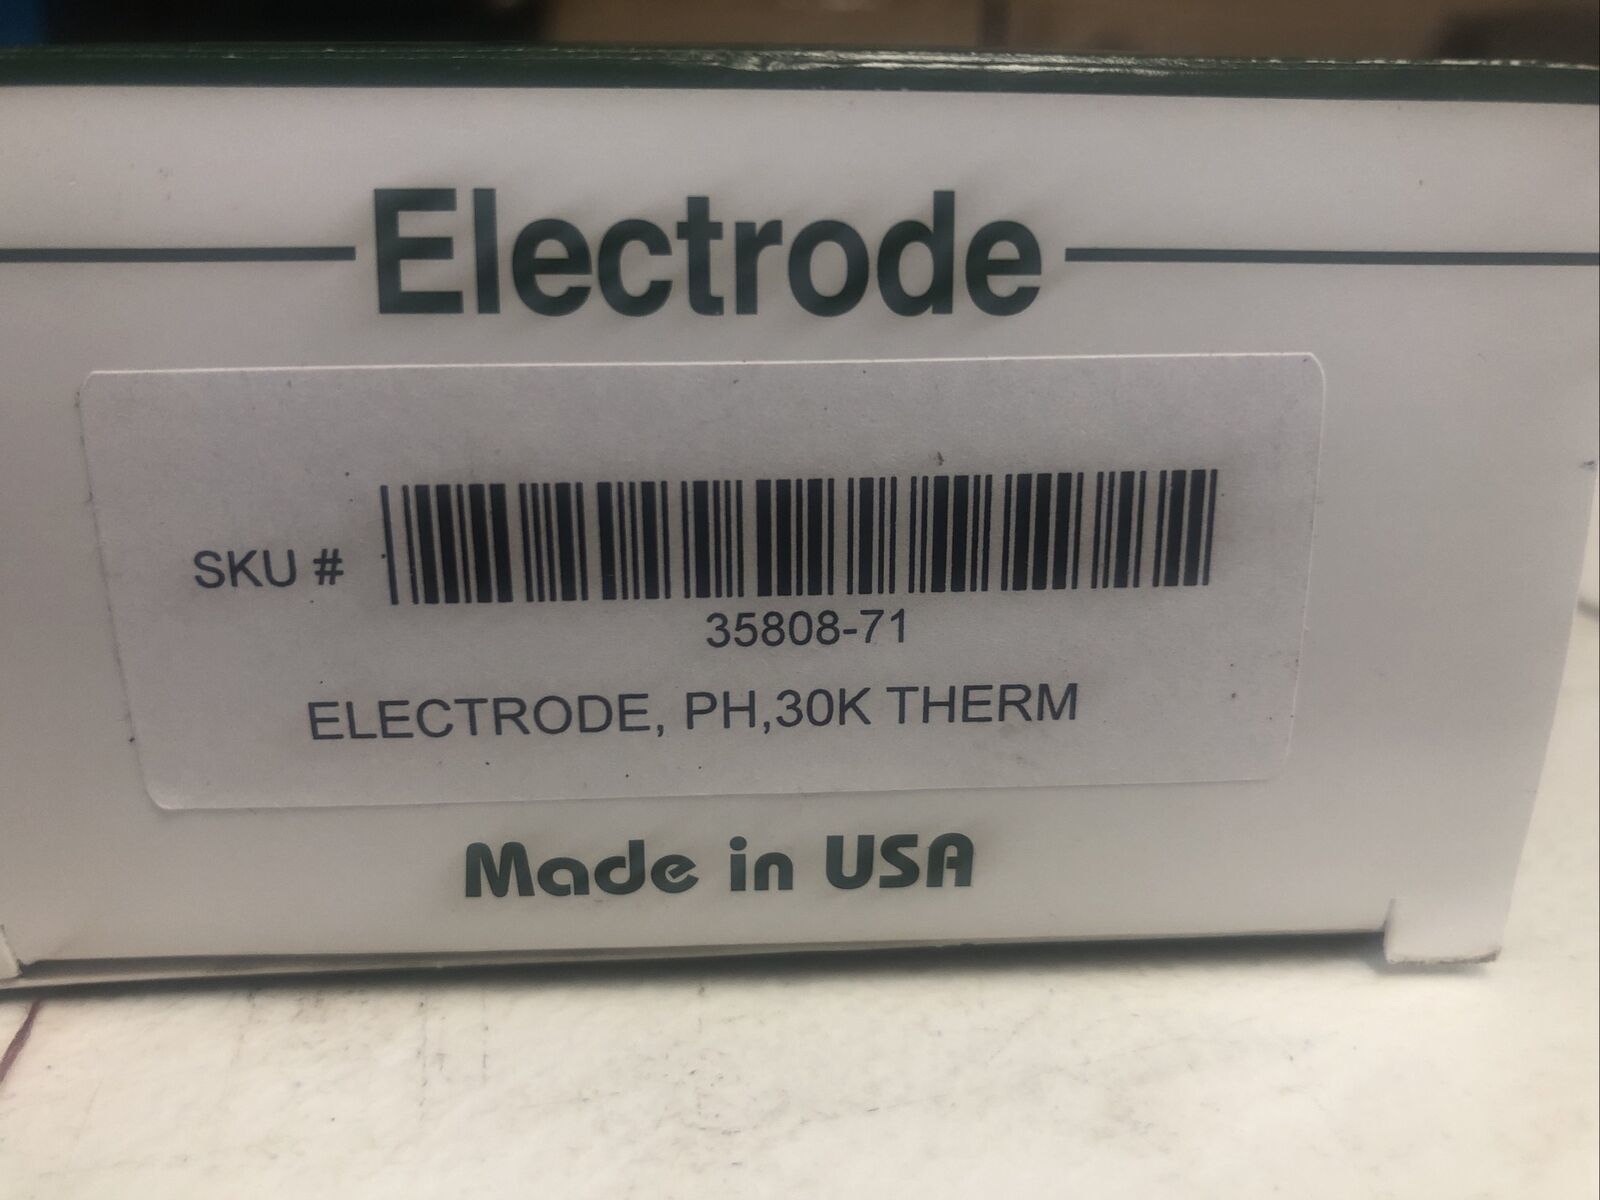 Electrode
SKU #
35808-71
ELECTRODE, PH,30K THERM
Made in USA